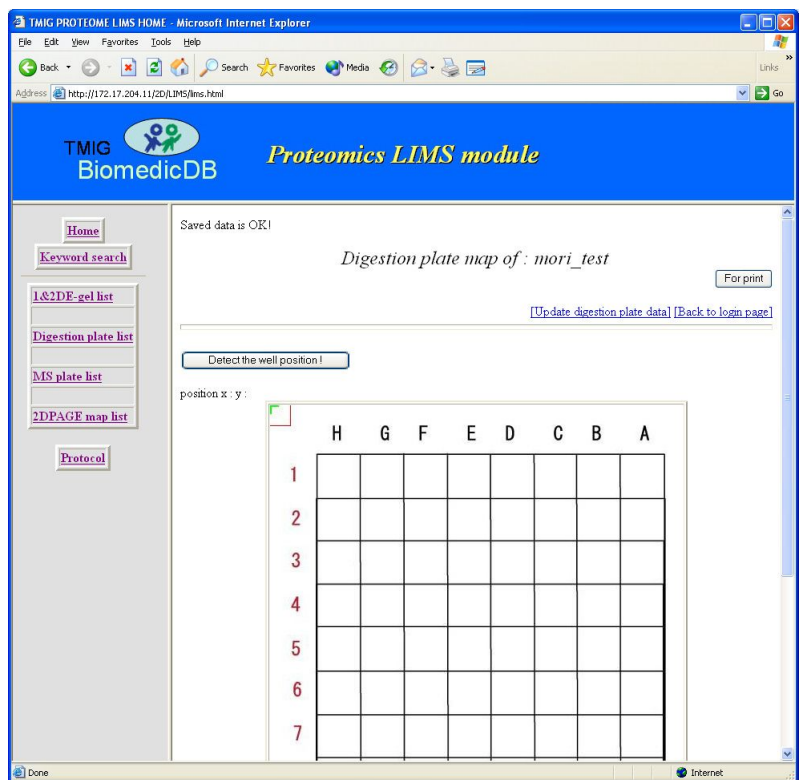 TMIG PROTEOME LIMS HOME - Microsoft Internet Explorer
File Edit View Favorites Tools Help
Back Search Favorites Media Links
Address http://172.17.204.11/2D/LIMS/lims.html Go
TMIG
BiomedicDB
Proteomics LIMS module
Home
Keyword search
1&2DE-gel list
Digestion plate list
MS plate list
2DPAGE map list
Protocol
Saved data is OK!
Digestion plate map of : mori_test
For print
[Update digestion plate data] [Back to login page]
Detect the well position !
position x : y :
H G F E D C B A
1
2
3
4
5
6
7
Done Internet